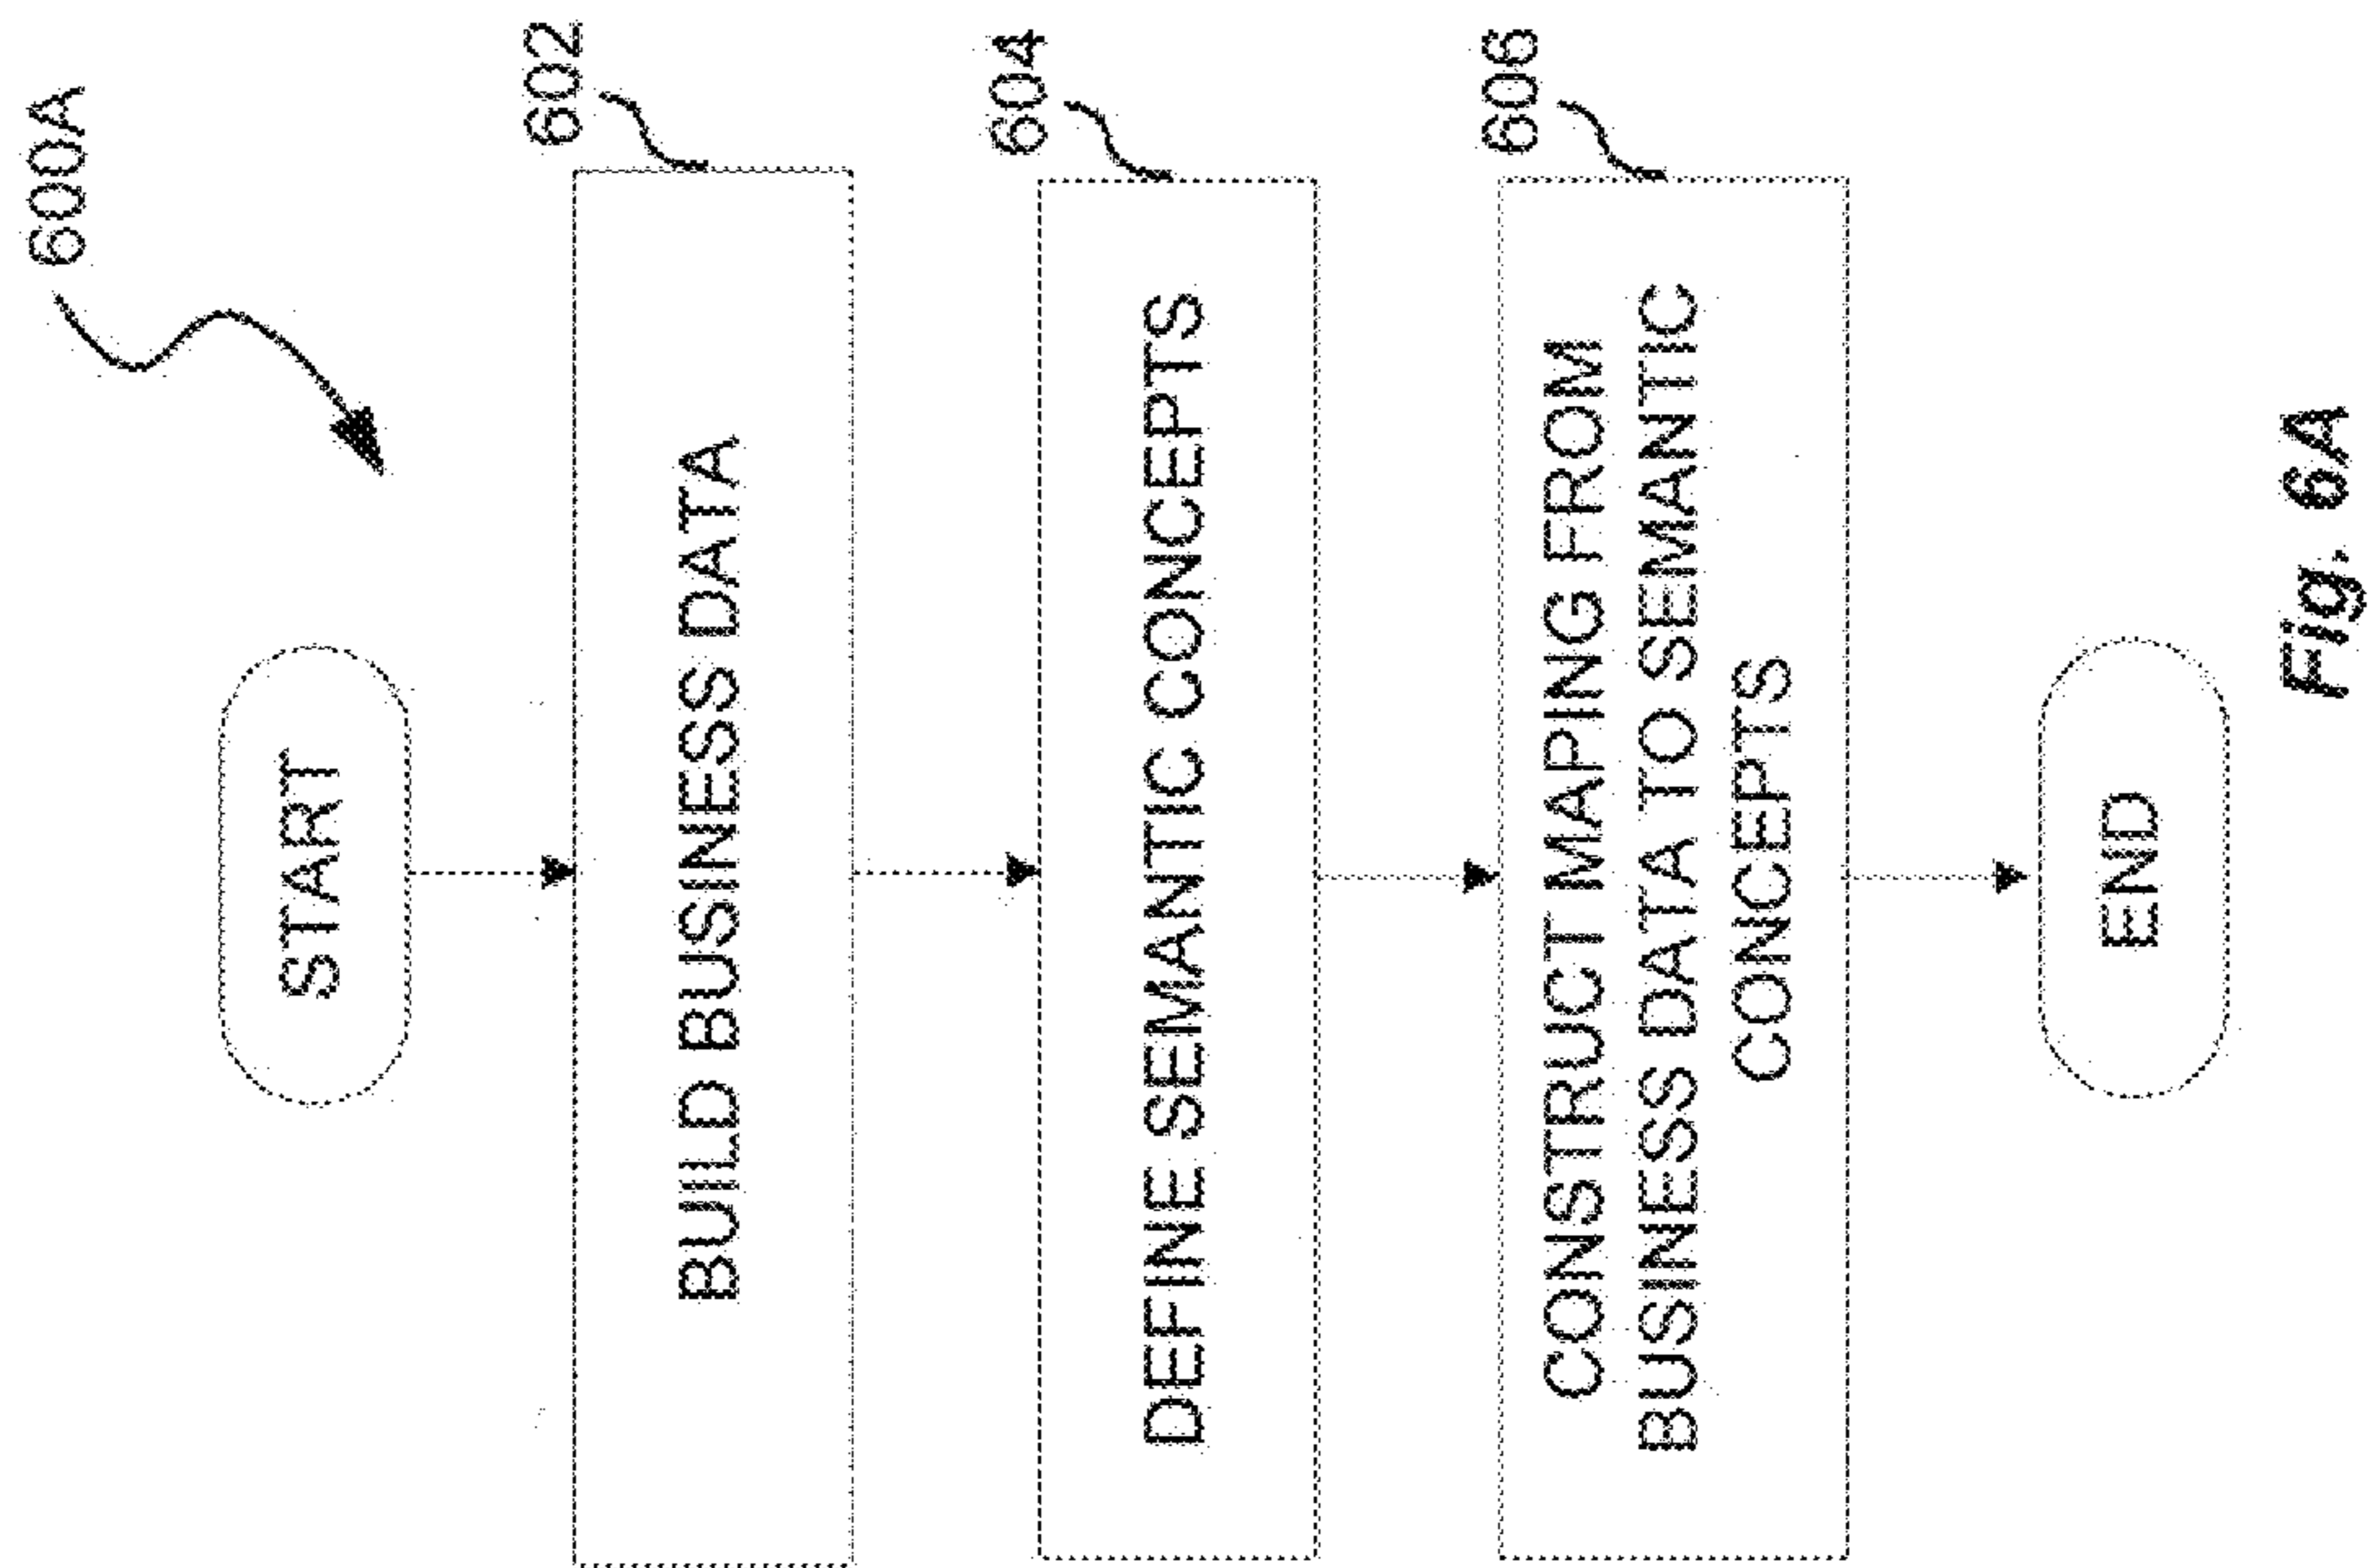 600A
START
602
BUILD BUSINESS DATA
604
DEFINE SEMANTIC CONCEPTS
606
CONSTRUCT MAPING FROM
BUSINESS DATA TO SEMANTIC
CONCEPTS
END
Fig. 6A